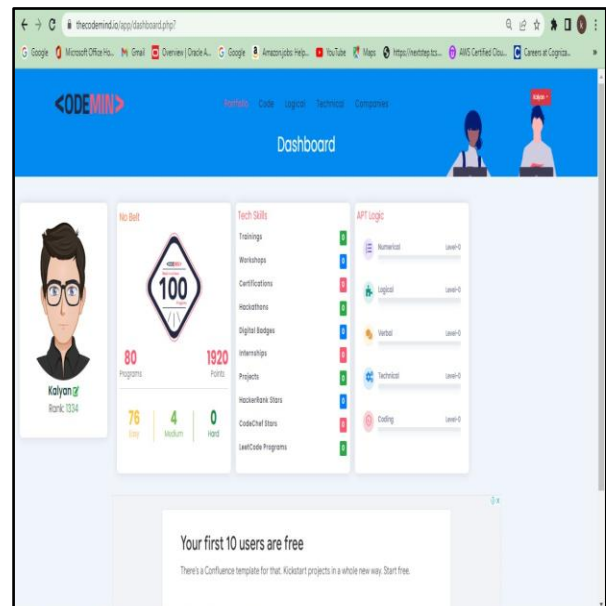 thecodemind.io/app/dashboard.php?
Google Microsoft Office Ho... Gmail Overview | Oracle A... Google Amazon.jobs: Help... YouTube Maps https://nextstep.tcs... AWS Certified Clou... Careers at Cogniza...
<ODEMIN>
Portfolio Code Logical Technical Companies
Kalyan
Dashboard
Kalyan
Rank: 1334
No Belt
<ODEMIN>
100
80
Programs
1920
Points
76
Easy
4
Medium
0
Hard
Tech Skills
Trainings 0
Workshops 0
Certifications 0
Hackathons 0
Digital Badges 0
Internships 0
Projects 0
HackerRank Stars 0
CodeChef Stars 0
LeetCode Programs 0
APT Logic
Numerical Level-0
Logical Level-0
Verbal Level-0
Technical Level-0
Coding Level-0
Your first 10 users are free
There's a Confluence template for that. Kickstart projects in a whole new way. Start free.